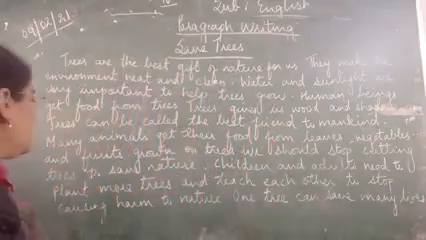 09/02/21
Sub: English
Paragraph Writing
Save Trees
Trees are the best gift of nature for us. They make the
environment neat and clean. Water and sunlight are
very important to help trees grow. Human beings
get food from trees. Trees gives us wood and shade
Trees can be called the best friend to mankind.
Many animals get their food from leaves, vegetables
and fruits grown on trees we should stop cutting
trees to save nature. Children and adults need to
plant more trees and teach each other to stop
causing harm to nature One tree can save many lives